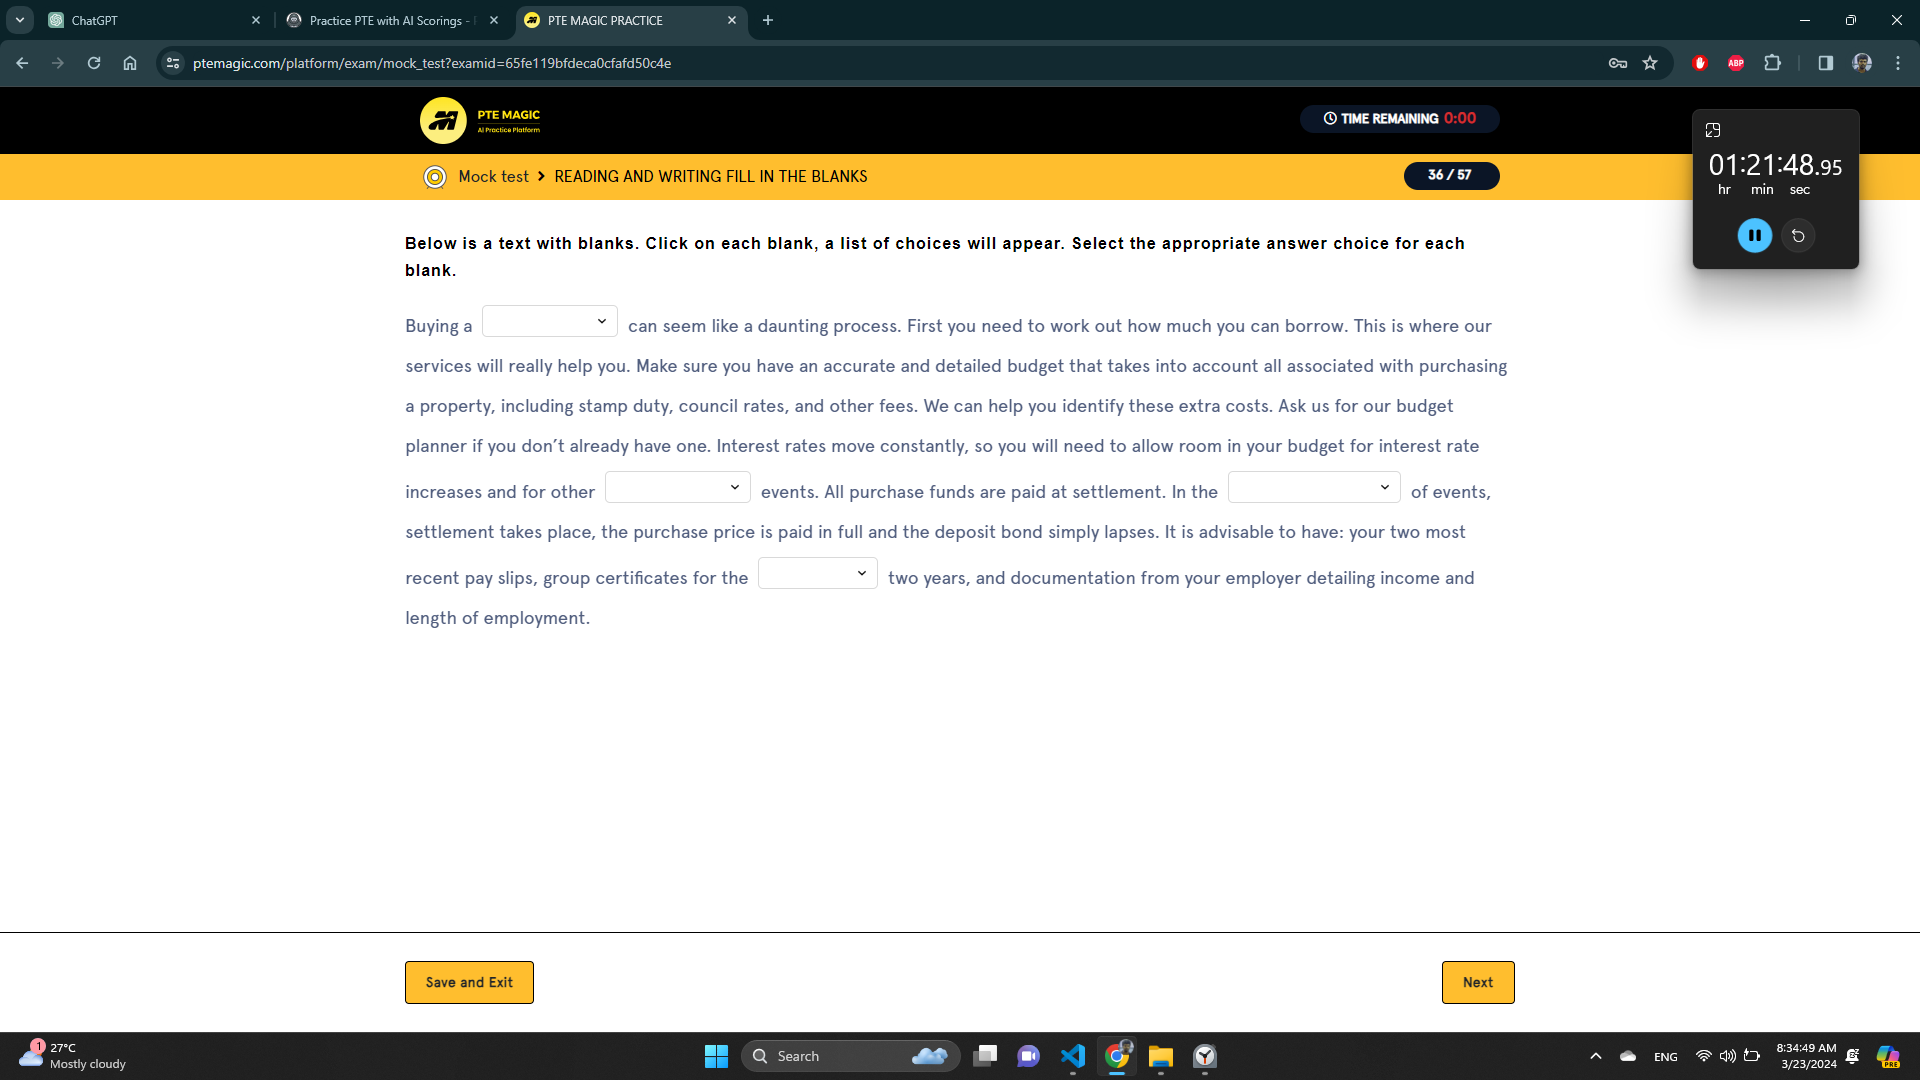 ChatGPT
Practice PTE with AI Scorings -
PTE MAGIC PRACTICE
ptemagic.com/platform/exam/mock_test?examid=65fe119bfdeca0cfafd50c4e
ABP
PTE MAGIC
AI Practice Platform
TIME REMAINING 0:00
01:21:48.95
hr min sec
Mock test > READING AND WRITING FILL IN THE BLANKS
36 / 57
Below is a text with blanks. Click on each blank, a list of choices will appear. Select the appropriate answer choice for each
blank.
Buying a can seem like a daunting process. First you need to work out how much you can borrow. This is where our
services will really help you. Make sure you have an accurate and detailed budget that takes into account all associated with purchasing
a property, including stamp duty, council rates, and other fees. We can help you identify these extra costs. Ask us for our budget
planner if you don’t already have one. Interest rates move constantly, so you will need to allow room in your budget for interest rate
increases and for other events. All purchase funds are paid at settlement. In the of events,
settlement takes place, the purchase price is paid in full and the deposit bond simply lapses. It is advisable to have: your two most
recent pay slips, group certificates for the two years, and documentation from your employer detailing income and
length of employment.
Save and Exit
Next
1
27°C
Mostly cloudy
Search
ENG
8:34:49 AM
3/23/2024
PRE